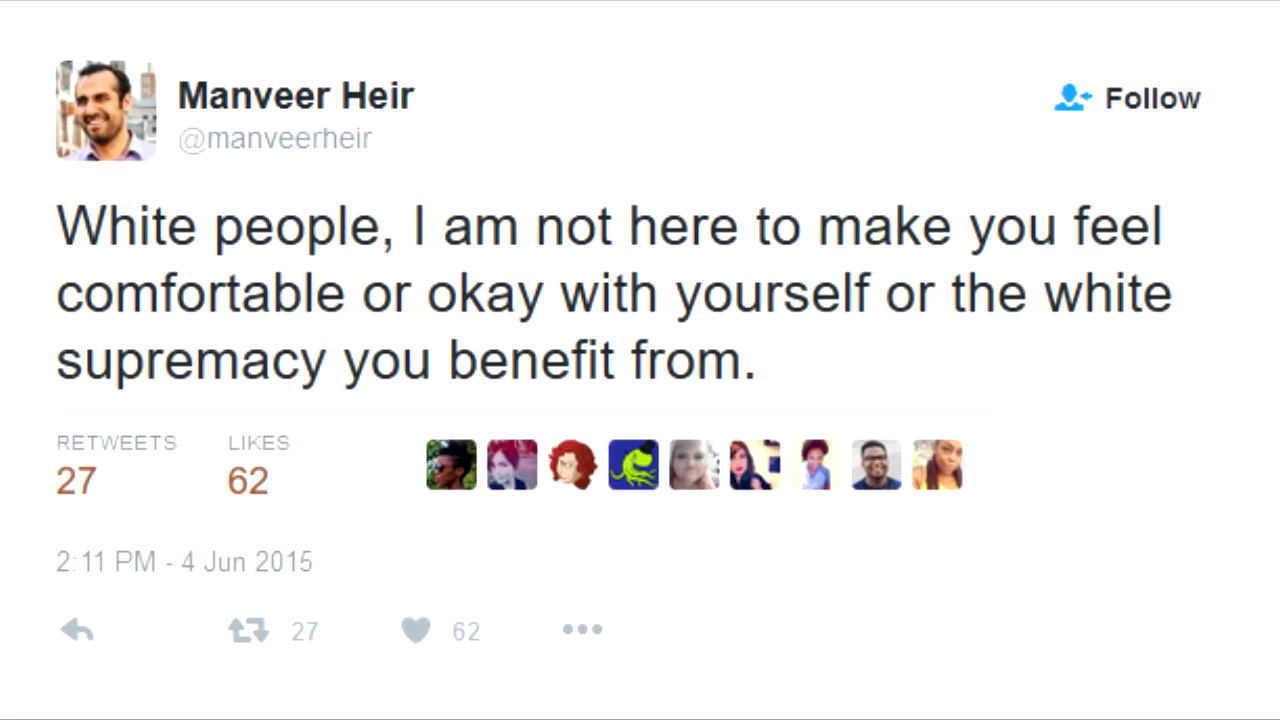 Manveer Heir
@manveerheir
Follow
White people, I am not here to make you feel
comfortable or okay with yourself or the white
supremacy you benefit from.
RETWEETS LIKES
27 62
2:11 PM - 4 Jun 2015
27 62